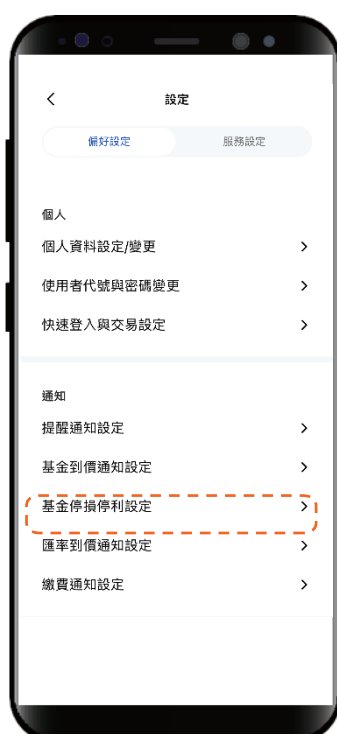 設定
偏好設定 服務設定
個人
個人資料設定/變更
使用者代號與密碼變更
快速登入與交易設定
通知
提醒通知設定
基金到價通知設定
基金停損停利設定
匯率到價通知設定
繳費通知設定